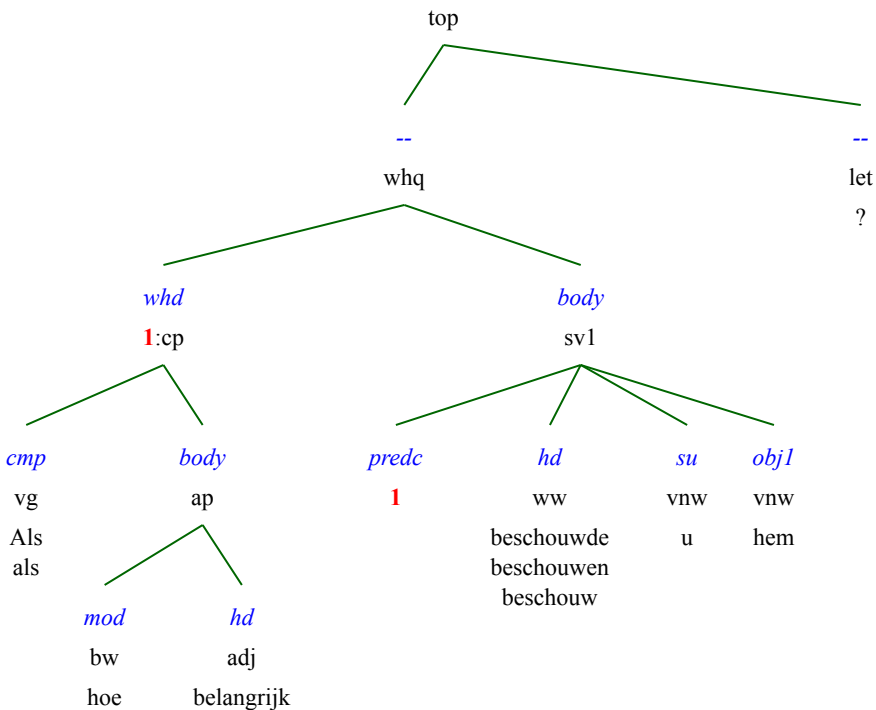 top
-- --
whq let
?
whd body
1:cp sv1
cmp body predc hd su obj1
vg ap 1 ww vnw vnw
Als beschouwde u hem
als beschouwen
beschouw
mod hd
bw adj
hoe belangrijk